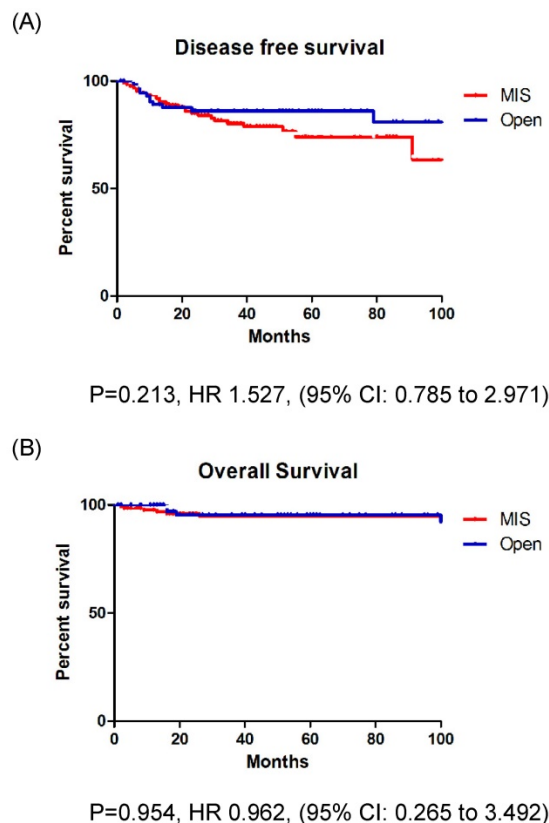 (A)
Disease free survival
Percent survival
100
50
0
0 20 40 60 80 100
Months
MIS
Open
P=0.213, HR 1.527, (95% CI: 0.785 to 2.971)
(B)
Overall Survival
Percent survival
100
50
0
0 20 40 60 80 100
Months
MIS
Open
P=0.954, HR 0.962, (95% CI: 0.265 to 3.492)